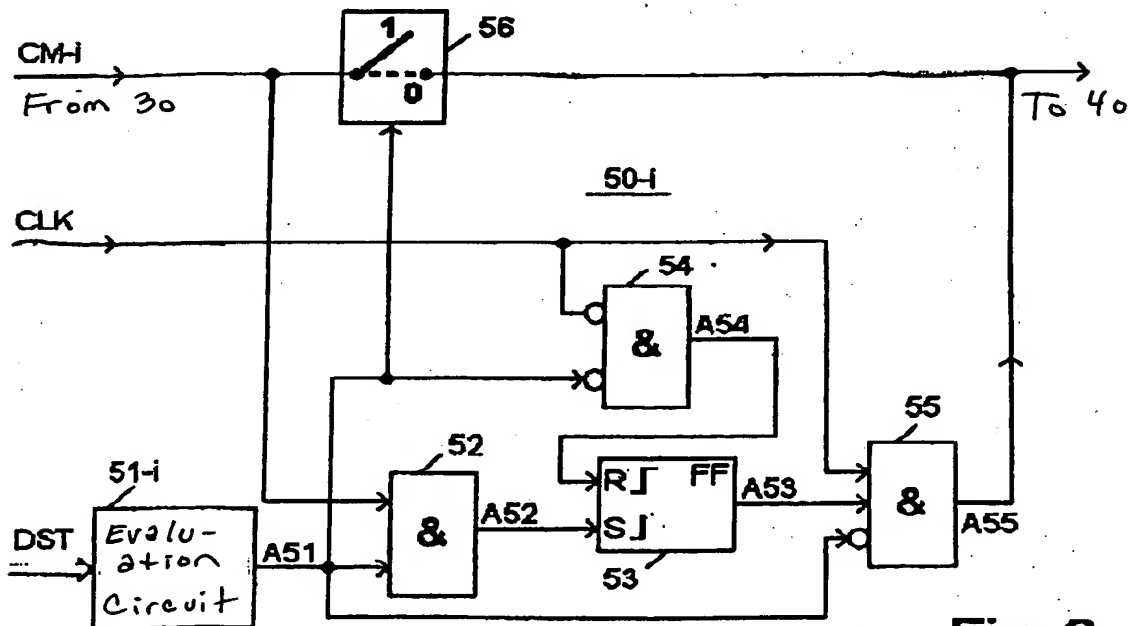 1
56
CM-i
0
From 30
To 40
50-i
CLK
54
&
A54
55
52
51-i
R
FF
A53
&
DST
Evalu-
ation
Circuit
A51
&
A52
S
53
A55